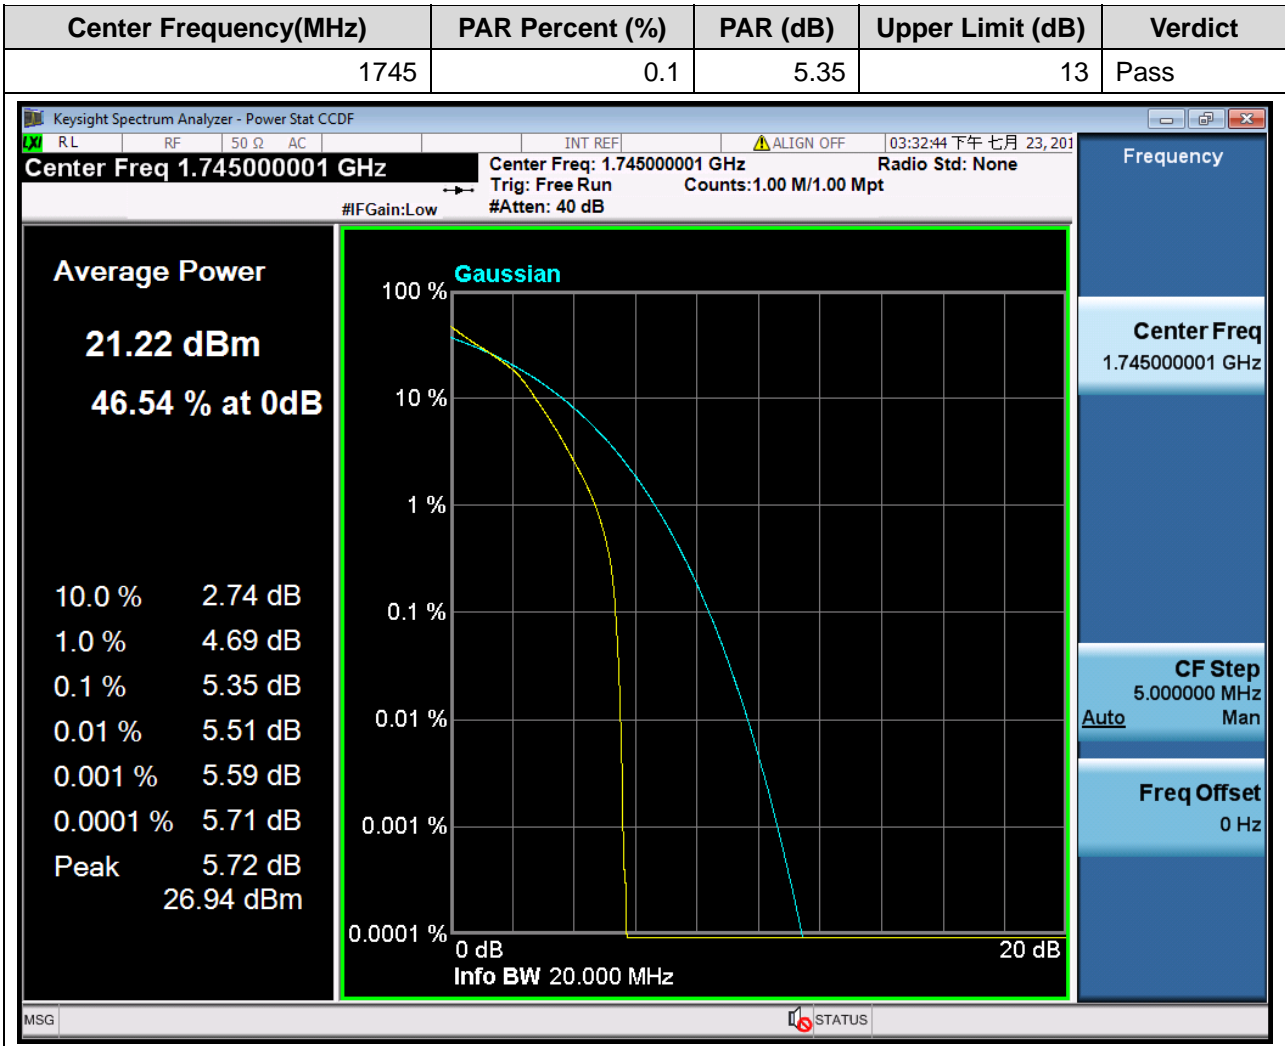 Center Frequency(MHz) PAR Percent (%) PAR (dB) Upper Limit (dB) Verdict
1745 0.1 5.35 13 Pass
Keysight Spectrum Analyzer - Power Stat CCDF
LXI RL RF 50 Ω AC INT REF ALIGN OFF 03:32:44 下午 七月 23, 201
Center Freq 1.745000001 GHz
Center Freq: 1.745000001 GHz Radio Std: None
Trig: Free Run Counts:1.00 M/1.00 Mpt
#IFGain:Low #Atten: 40 dB
Average Power
21.22 dBm
46.54 % at 0dB
10.0 % 2.74 dB
1.0 % 4.69 dB
0.1 % 5.35 dB
0.01 % 5.51 dB
0.001 % 5.59 dB
0.0001 % 5.71 dB
Peak 5.72 dB
26.94 dBm
Gaussian
100 %
10 %
1 %
0.1 %
0.01 %
0.001 %
0.0001 %
0 dB 20 dB
Info BW 20.000 MHz
Frequency
Center Freq
1.745000001 GHz
CF Step
5.000000 MHz
Auto Man
Freq Offset
0 Hz
MSG STATUS